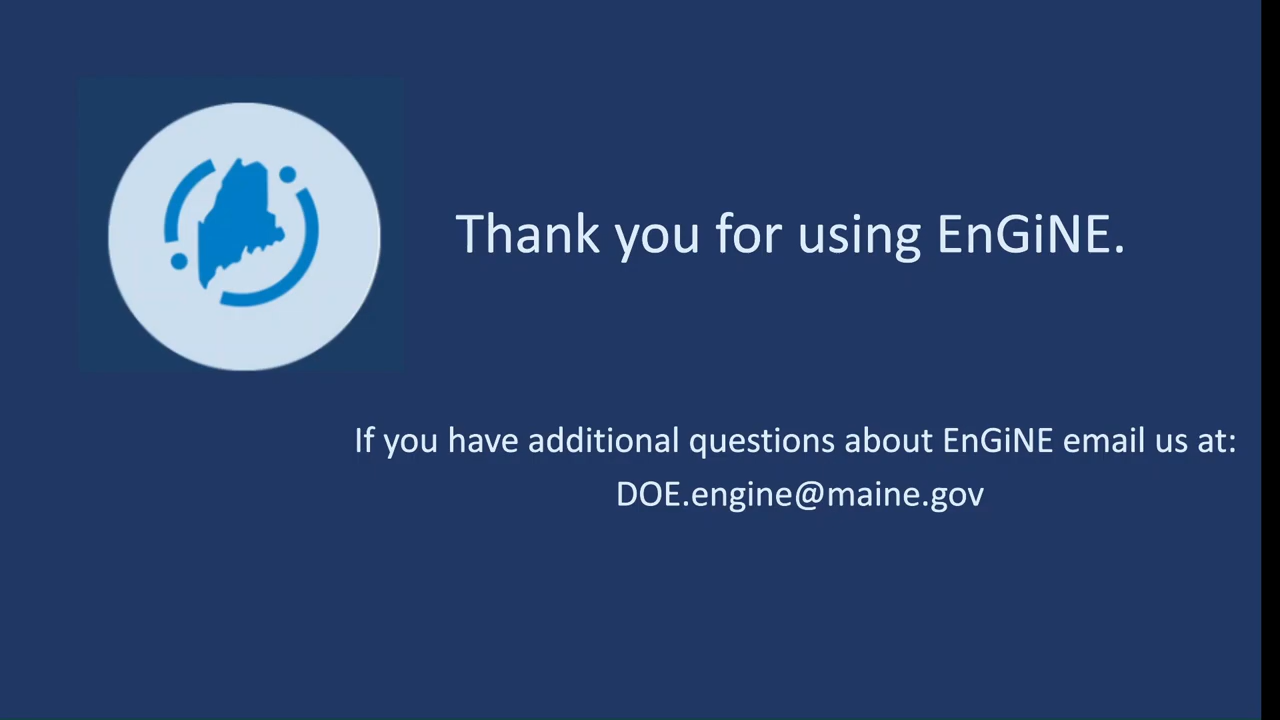 Thank you for using EnGiNE.
If you have additional questions about EnGiNE email us at:
DOE.engine@maine.gov